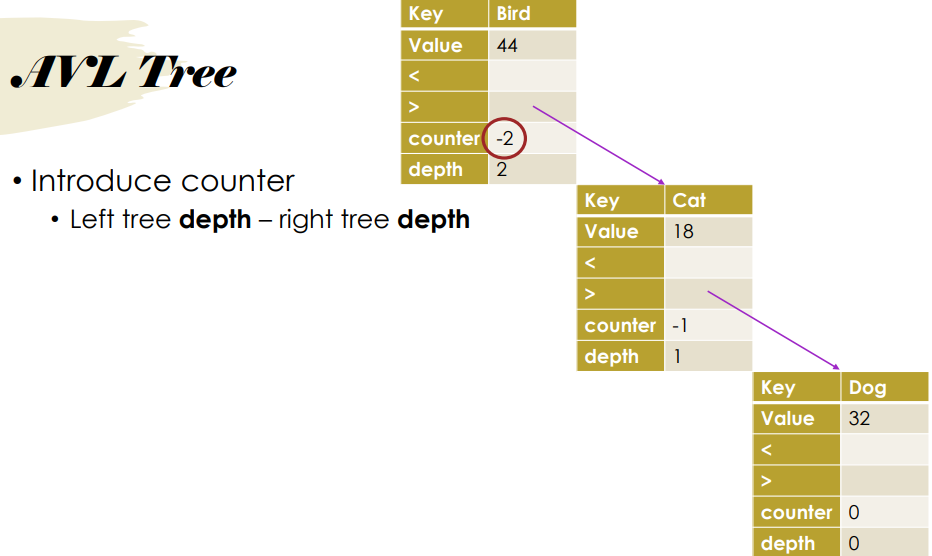 AVL Tree
• Introduce counter
• Left tree depth – right tree depth
Key Bird
Value 44
<
>
counter -2
depth 2
Key Cat
Value 18
<
>
counter -1
depth 1
Key Dog
Value 32
<
>
counter 0
depth 0